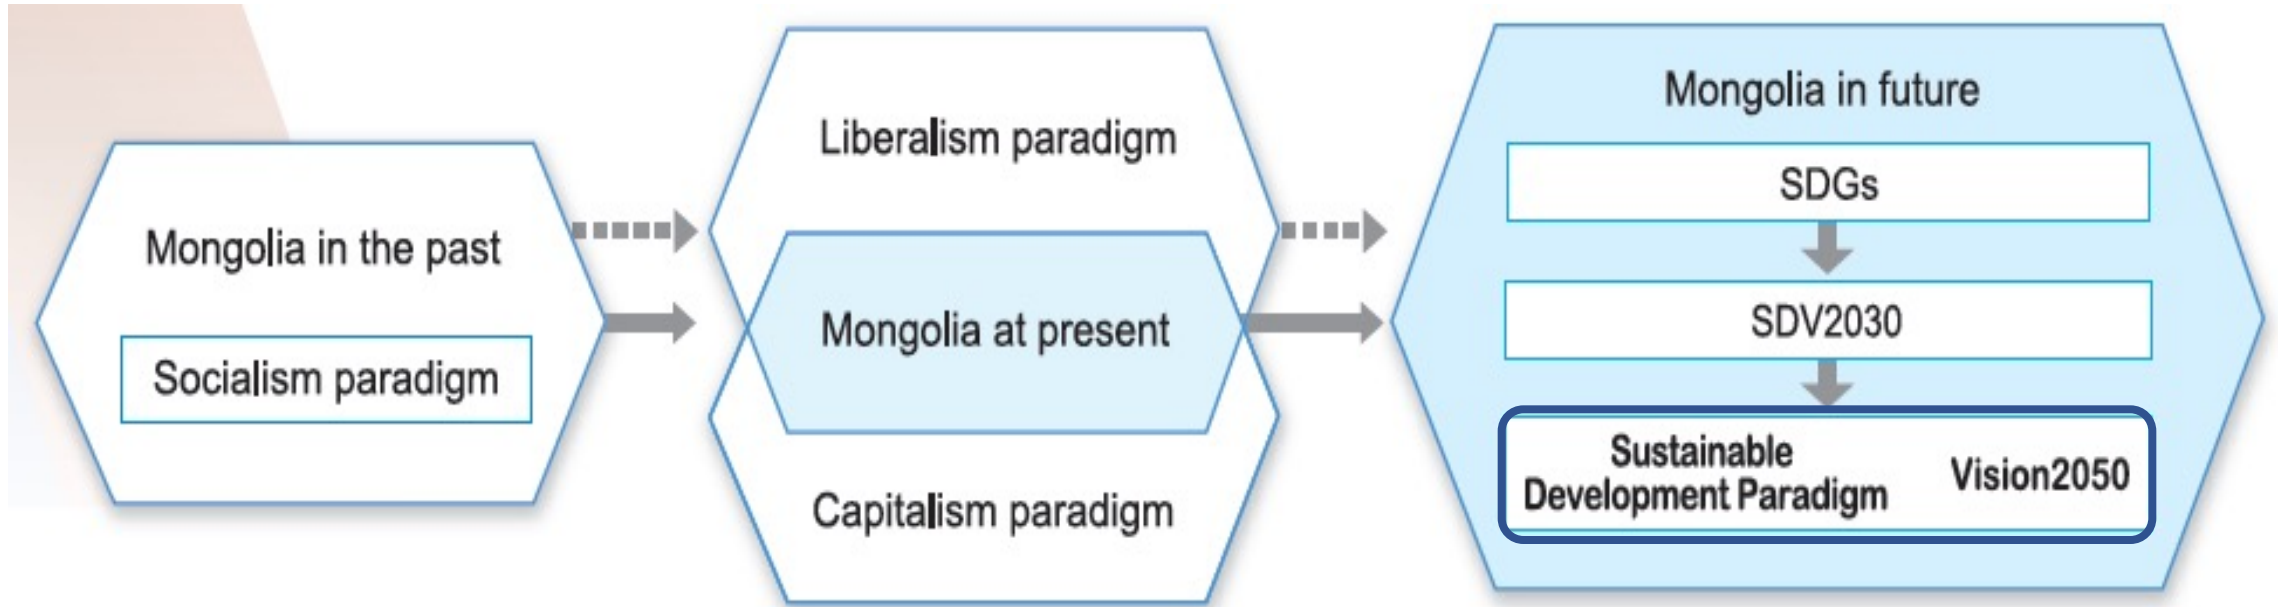 Mongolia in the past
Socialism paradigm
Liberalism paradigm
Mongolia at present
Capitalism paradigm
Mongolia in future
SDGs
SDV2030
Sustainable
Development Paradigm
Vision2050